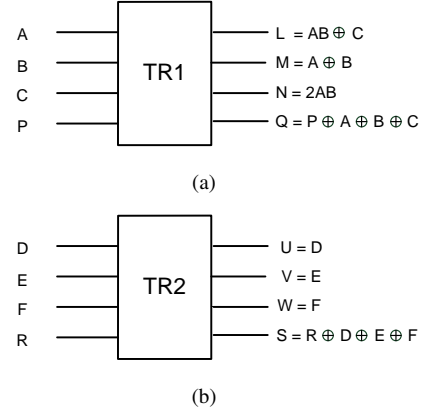 A
B
C
P
TR1
L = AB ⊕ C
M = A ⊕ B
N = 2AB
Q = P ⊕ A ⊕ B ⊕ C
(a)
D
E
F
R
TR2
U = D
V = E
W = F
S = R ⊕ D ⊕ E ⊕ F
(b)